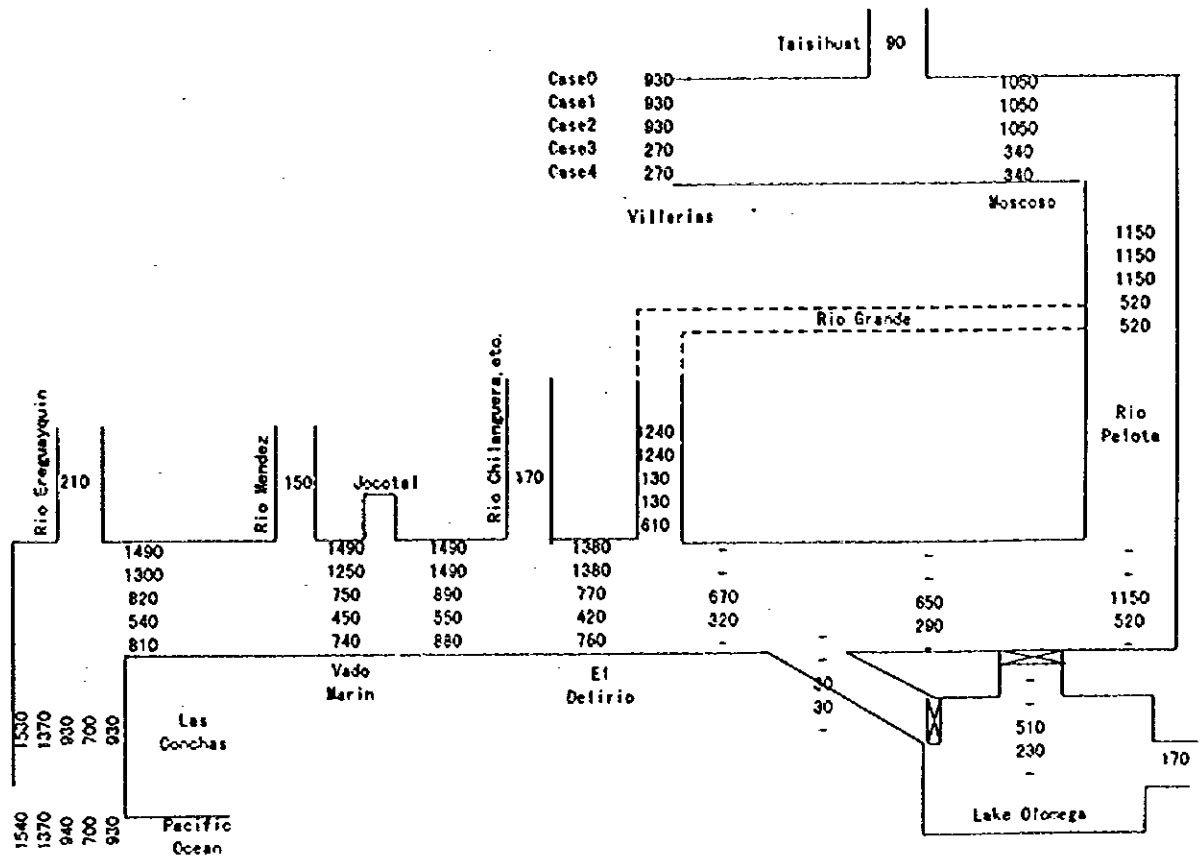 Taisihuat 90
Case0 930 1050
Case1 930 1050
Case2 930 1050
Case3 270 340
Case4 270 340
Villerias
Moscoso
1150
1150
1150
520
520
Rio Grande
Rio Pelota
Rio Ereguayquin
210
Rio Mendez
150
Jocotal
Rio Chilanguera, etc.
170
1240
1240
130
130
610
1490 1490 1490 1380 - - -
1300 1250 1490 1380 - - -
820 750 890 770 670 650 1150
540 450 550 420 320 290 520
810 740 880 760 - - -
Vado Marin
El Delirio
-
-
30
30
-
-
-
510
230
-
170
Lake Olomega
1530
1370
930
700
930
Las Conchas
1540
1370
940
700
930
Pacific Ocean